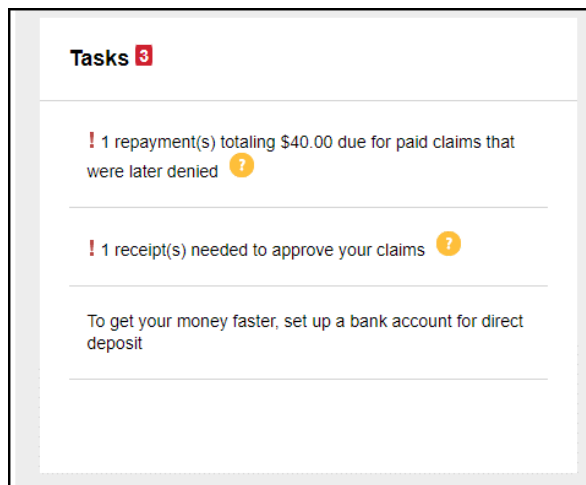 Tasks 3
! 1 repayment(s) totaling $40.00 due for paid claims that
were later denied ?
! 1 receipt(s) needed to approve your claims ?
To get your money faster, set up a bank account for direct
deposit